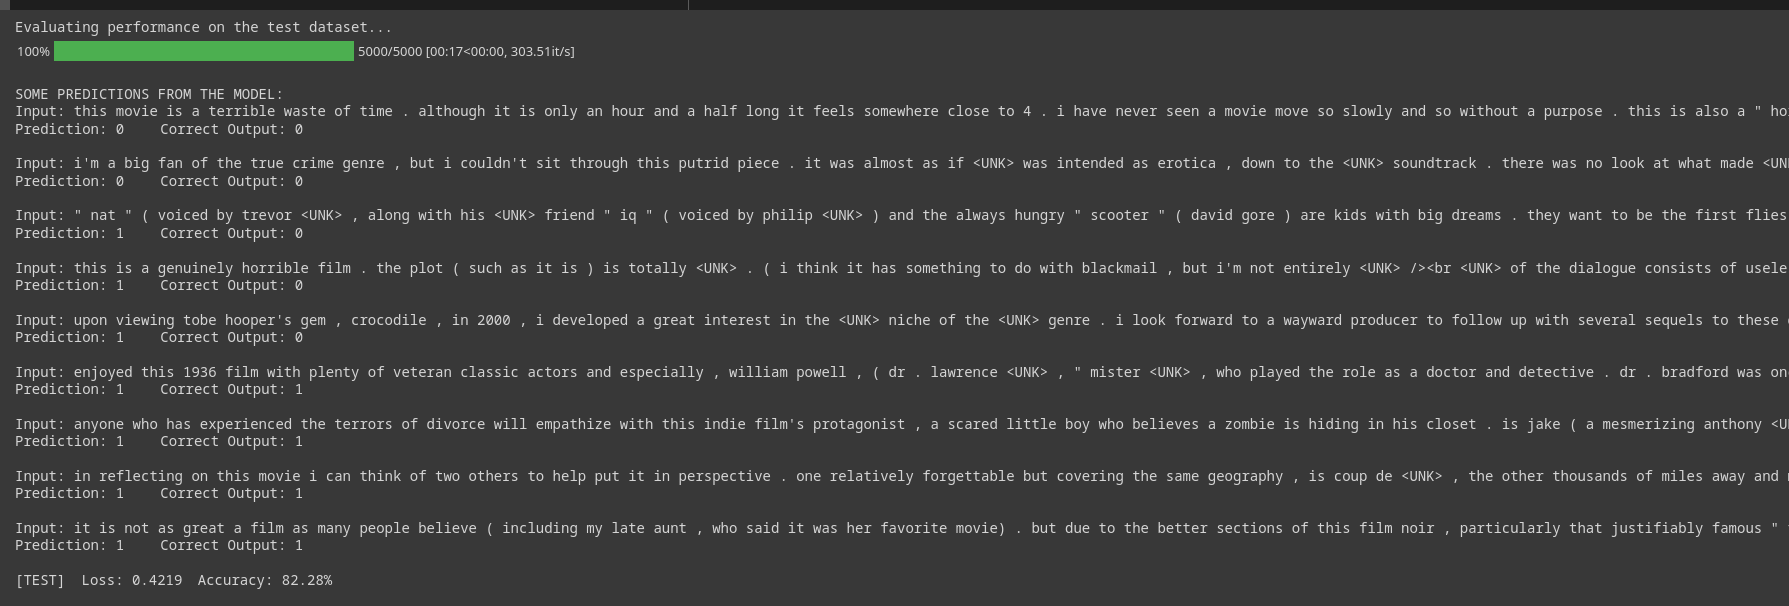 Evaluating performance on the test dataset...
100% 5000/5000 [00:17<00:00, 303.51it/s]
SOME PREDICTIONS FROM THE MODEL:
Input: this movie is a terrible waste of time . although it is only an hour and a half long it feels somewhere close to 4 . i have never seen a movie move so slowly and so without a purpose . this is also a " ho
Prediction: 0 Correct Output: 0
Input: i'm a big fan of the true crime genre , but i couldn't sit through this putrid piece . it was almost as if <UNK> was intended as erotica , down to the <UNK> soundtrack . there was no look at what made <UN
Prediction: 0 Correct Output: 0
Input: " nat " ( voiced by trevor <UNK> , along with his <UNK> friend " iq " ( voiced by philip <UNK> ) and the always hungry " scooter " ( david gore ) are kids with big dreams . they want to be the first flies
Prediction: 1 Correct Output: 0
Input: this is a genuinely horrible film . the plot ( such as it is ) is totally <UNK> . ( i think it has something to do with blackmail , but i'm not entirely <UNK> /><br <UNK> of the dialogue consists of usele
Prediction: 1 Correct Output: 0
Input: upon viewing tobe hooper's gem , crocodile , in 2000 , i developed a great interest in the <UNK> niche of the <UNK> genre . i look forward to a wayward producer to follow up with several sequels to these
Prediction: 1 Correct Output: 0
Input: enjoyed this 1936 film with plenty of veteran classic actors and especially , william powell , ( dr . lawrence <UNK> , " mister <UNK> , who played the role as a doctor and detective . dr . bradford was on
Prediction: 1 Correct Output: 1
Input: anyone who has experienced the terrors of divorce will empathize with this indie film's protagonist , a scared little boy who believes a zombie is hiding in his closet . is jake ( a mesmerizing anthony <U
Prediction: 1 Correct Output: 1
Input: in reflecting on this movie i can think of two others to help put it in perspective . one relatively forgettable but covering the same geography , is coup de <UNK> , the other thousands of miles away and
Prediction: 1 Correct Output: 1
Input: it is not as great a film as many people believe ( including my late aunt , who said it was her favorite movie) . but due to the better sections of this film noir , particularly that justifiably famous "
Prediction: 1 Correct Output: 1
[TEST] Loss: 0.4219 Accuracy: 82.28%